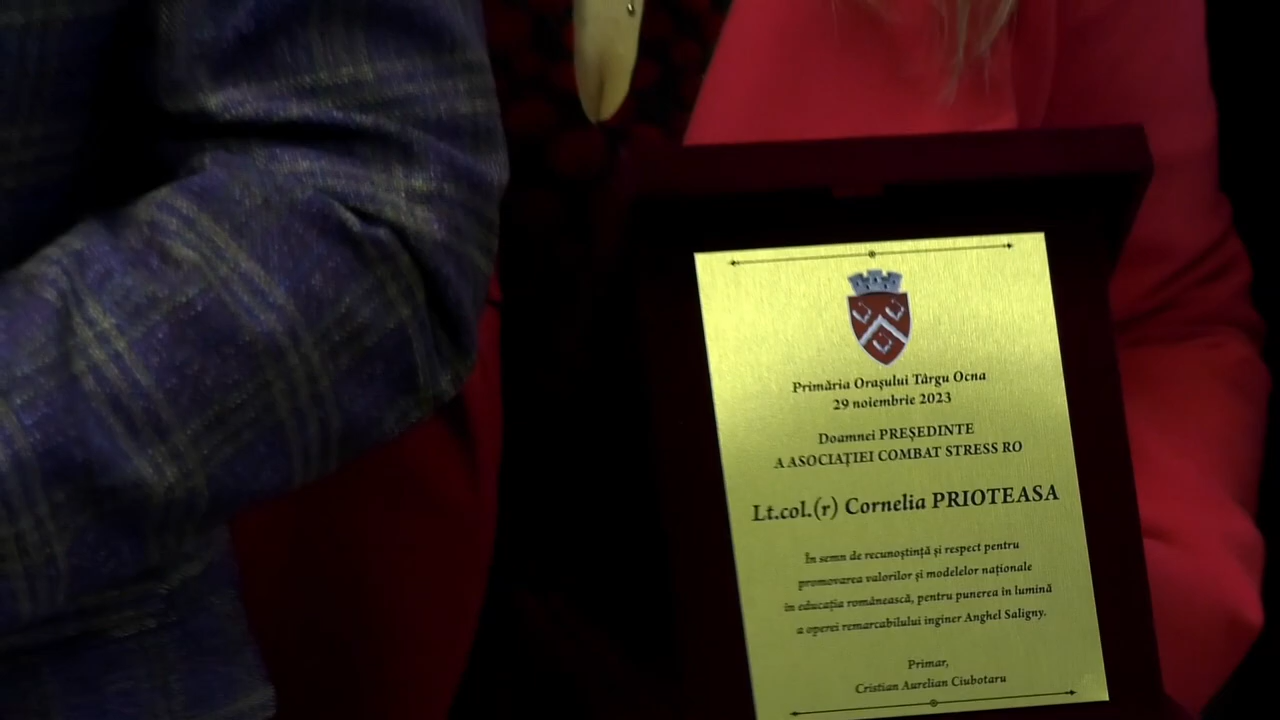 Primăria Orașului Târgu Ocna
29 noiembrie 2023
Doamnei PREȘEDINTE
A ASOCIAȚIEI COMBAT STRESS RO
Lt.col.(r) Cornelia PRIOTEASA
În semn de recunoștință și respect pentru
promovarea valorilor și modelelor naționale
în educația românească, pentru punerea în lumină
a operei remarcabilului inginer Anghel Saligny.
Primar,
Cristian Aurelian Ciubotaru